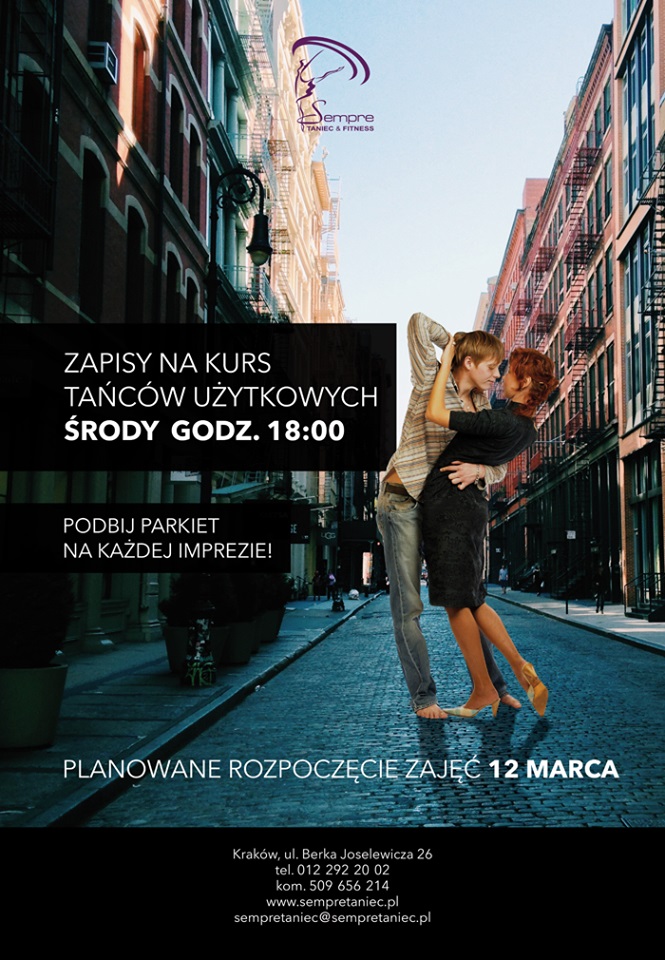 Sempre
TANIEC & FITNESS
ZAPISY NA KURS
TAŃCÓW UŻYTKOWYCH
ŚRODY GODZ. 18:00
PODBIJ PARKIET
NA KAŻDEJ IMPREZIE!
PLANOWANE ROZPOCZĘCIE ZAJĘĆ 12 MARCA
Kraków, ul. Berka Joselewicza 26
tel. 012 292 20 02
kom. 509 656 214
www.sempretaniec.pl
sempretaniec@sempretaniec.pl